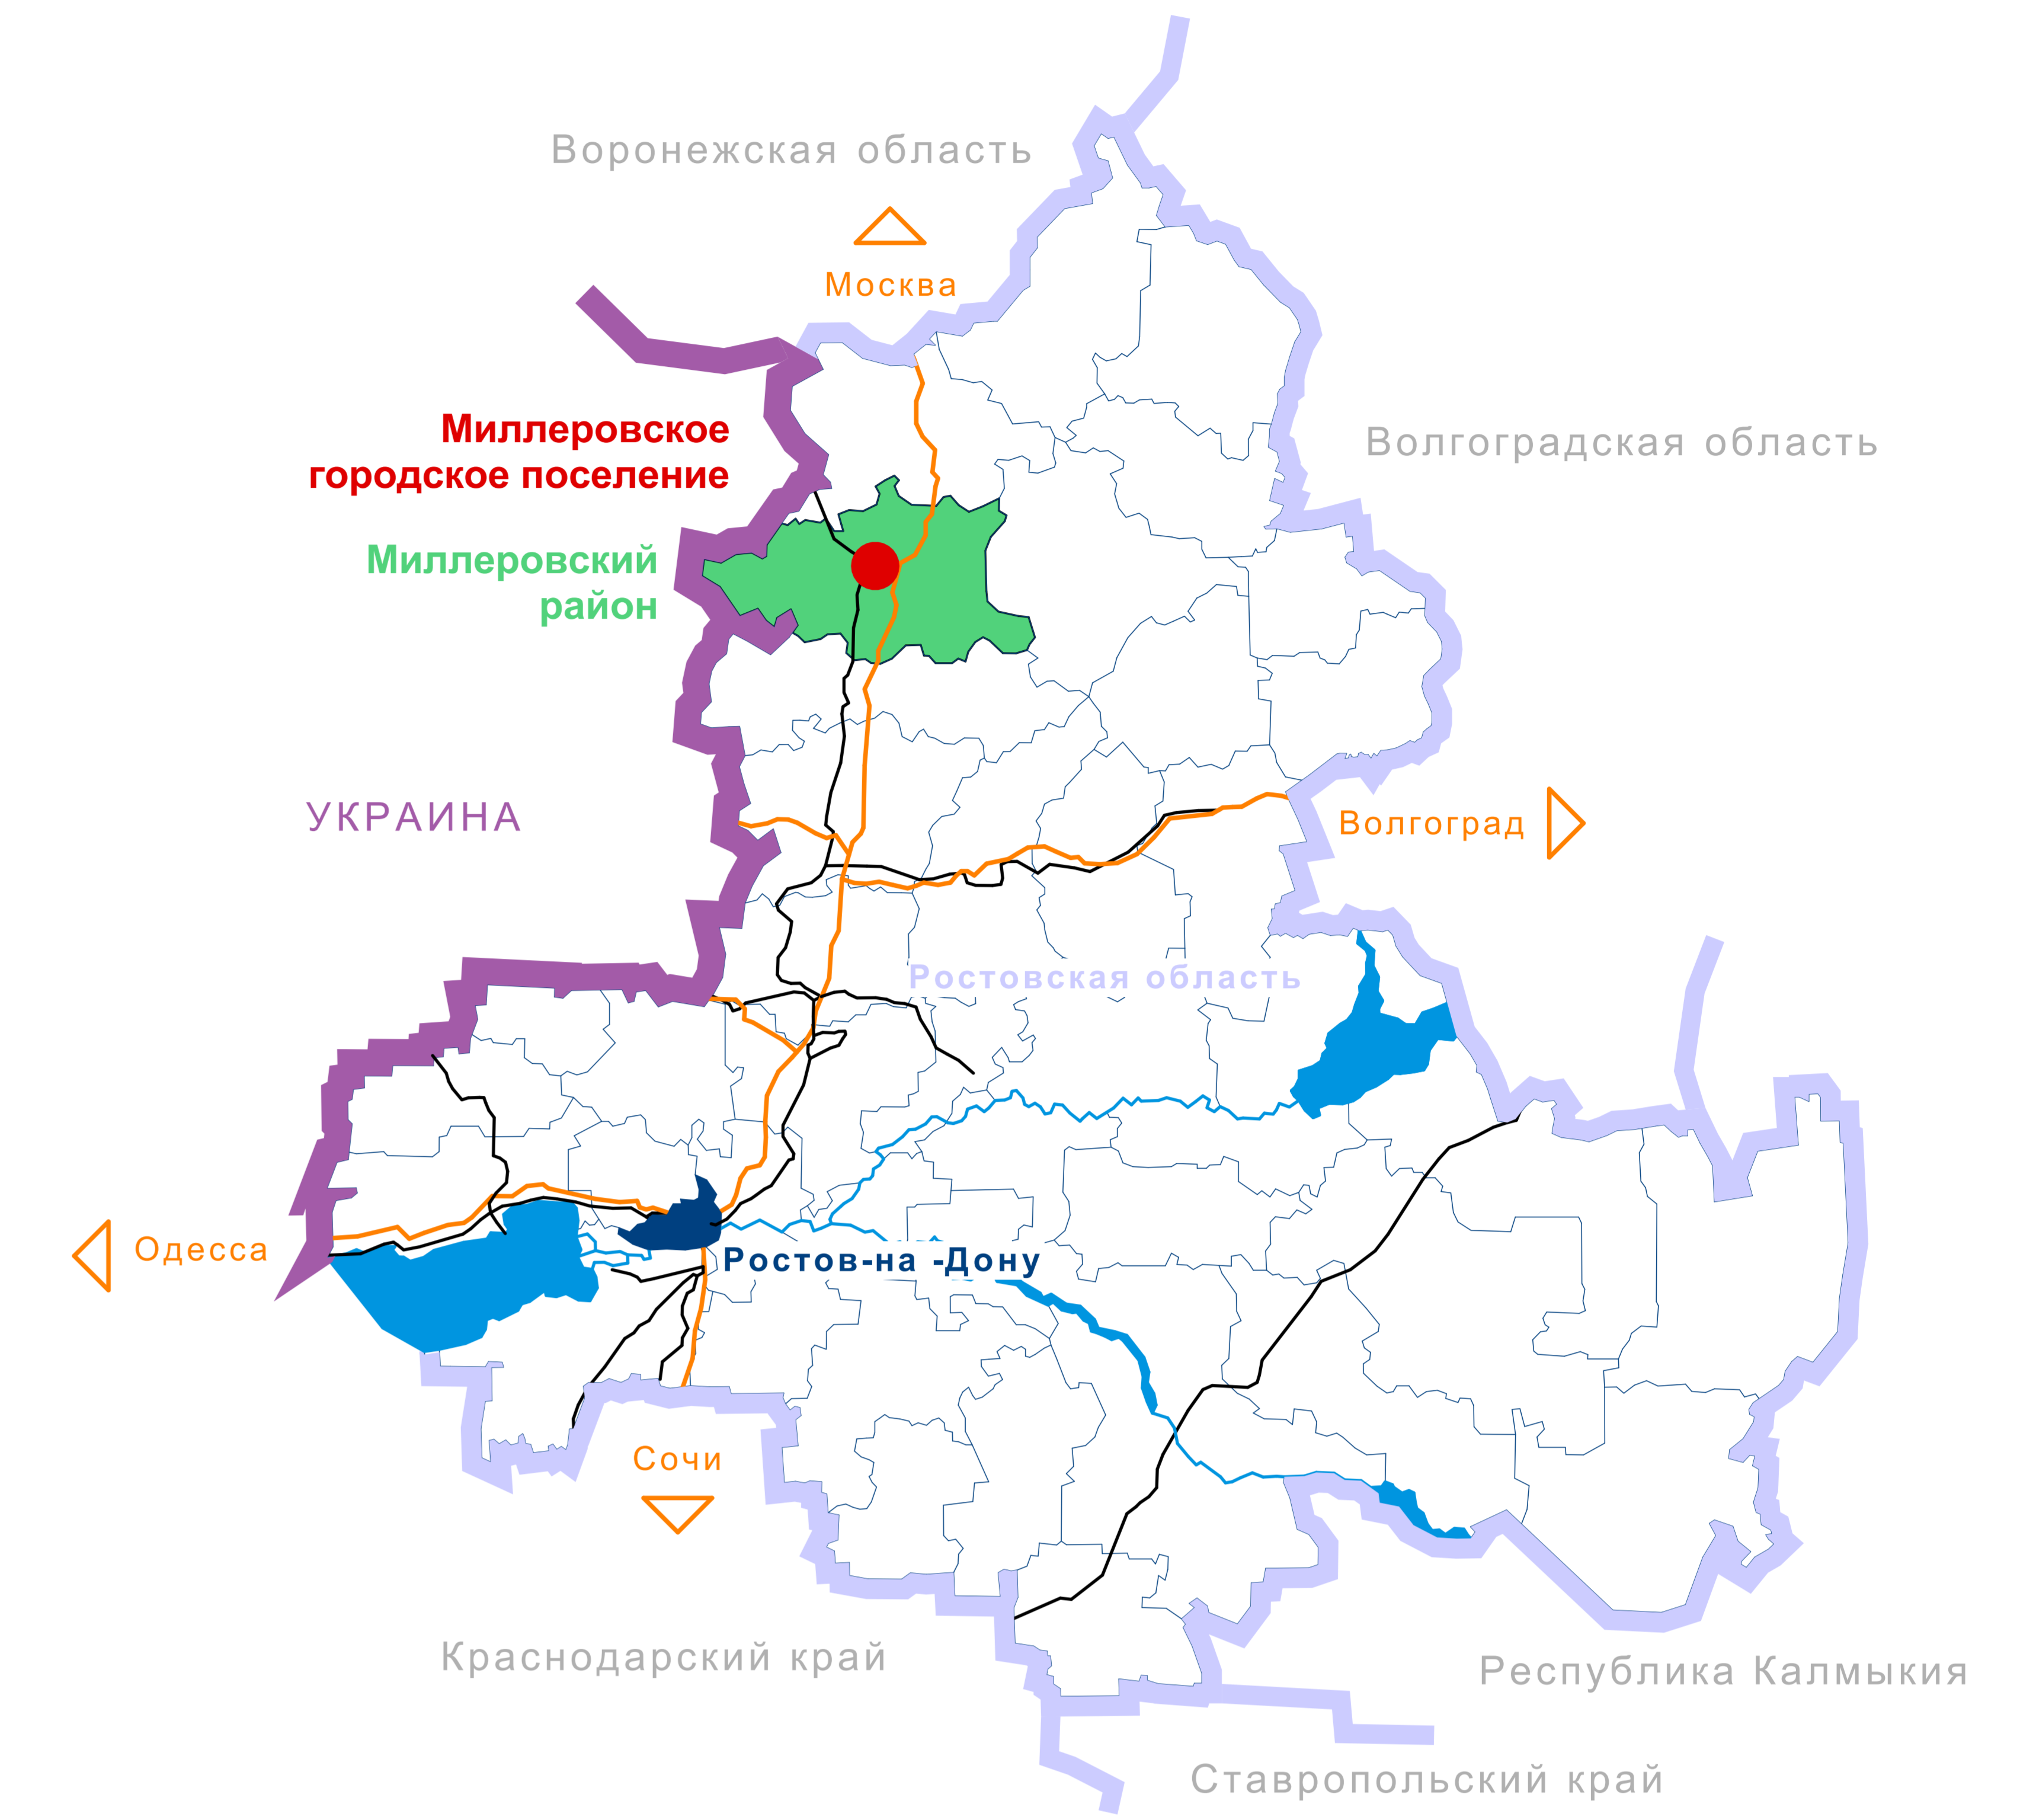 Воронежская область
Москва
Миллеровское
городское поселение
Волгоградская область
Миллеровский
район
УКРАИНА
Волгоград
Ростовская область
Одесса
Ростов-на -Дону
Сочи
Краснодарский край
Республика Калмыкия
Ставропольский край